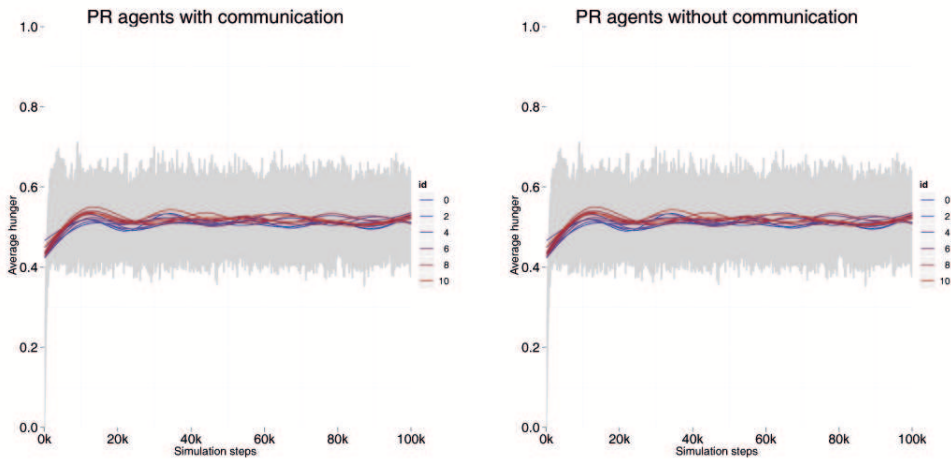 PR agents with communication
1.0
0.8
0.6
0.4
0.2
0.0
Average hunger
0k
20k
40k
60k
80k
100k
Simulation steps
id
0
2
4
6
8
10
PR agents without communication
1.0
0.8
0.6
0.4
0.2
0.0
Average hunger
0k
20k
40k
60k
80k
100k
Simulation steps
id
0
2
4
6
8
10